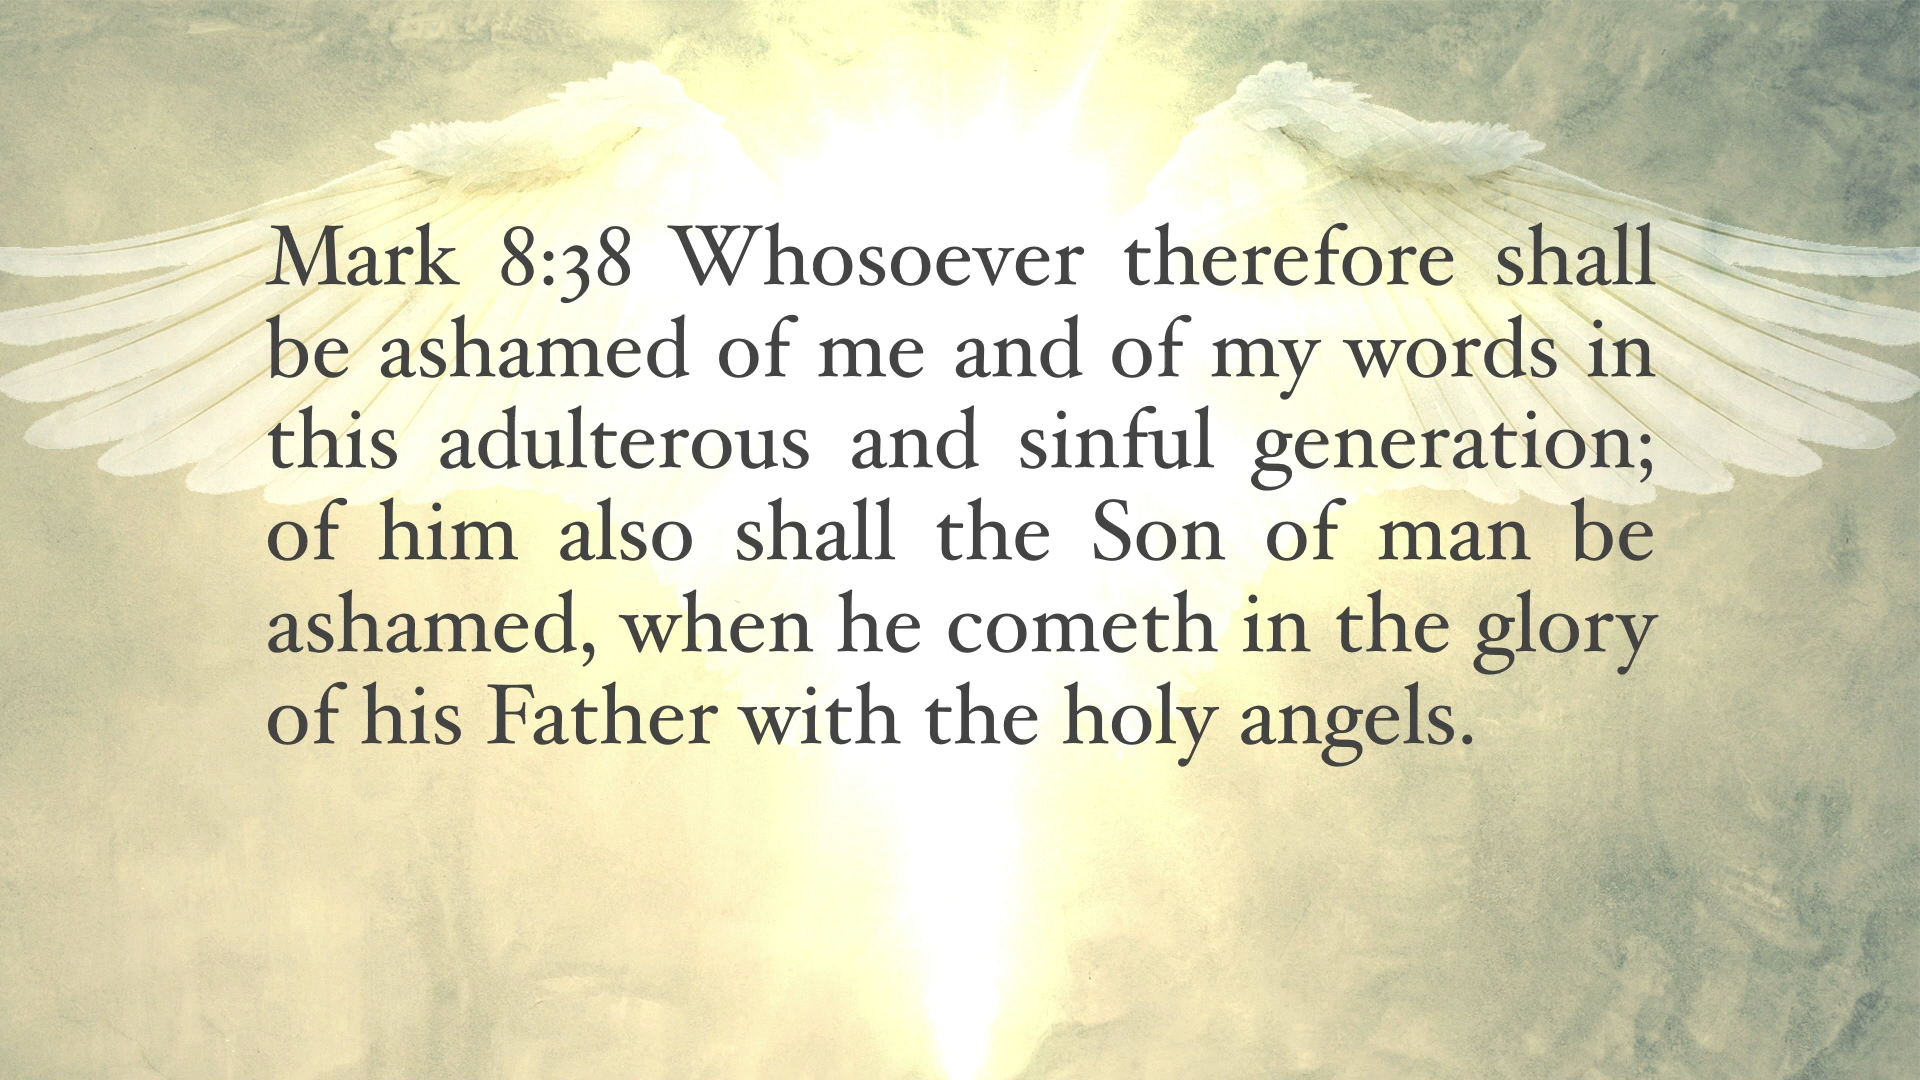 Mark 8:38 Whosoever therefore shall
be ashamed of me and of my words in
this adulterous and sinful generation;
of him also shall the Son of man be
ashamed, when he cometh in the glory
of his Father with the holy angels.